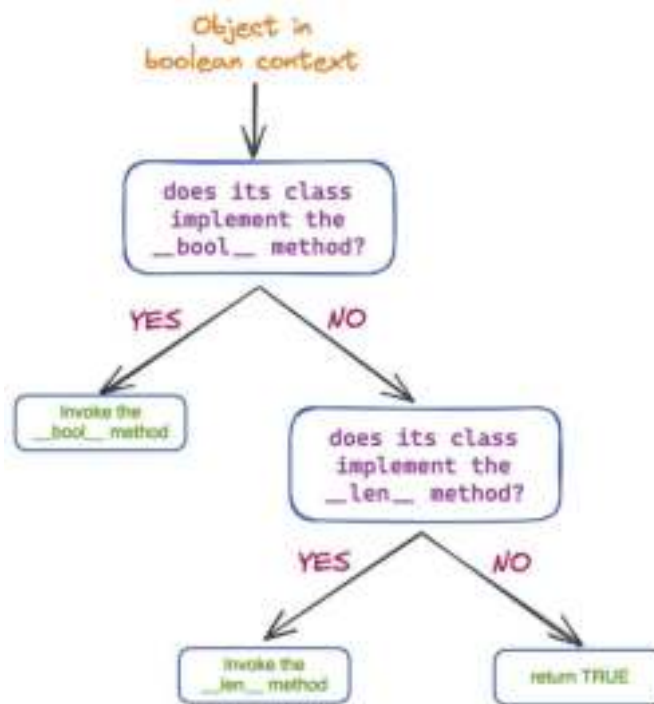 Object in
boolean context
does its class
implement the
__bool__ method?
YES
NO
Invoke the
__bool__ method
does its class
implement the
__len__ method?
YES
NO
Invoke the
__len__ method
return TRUE